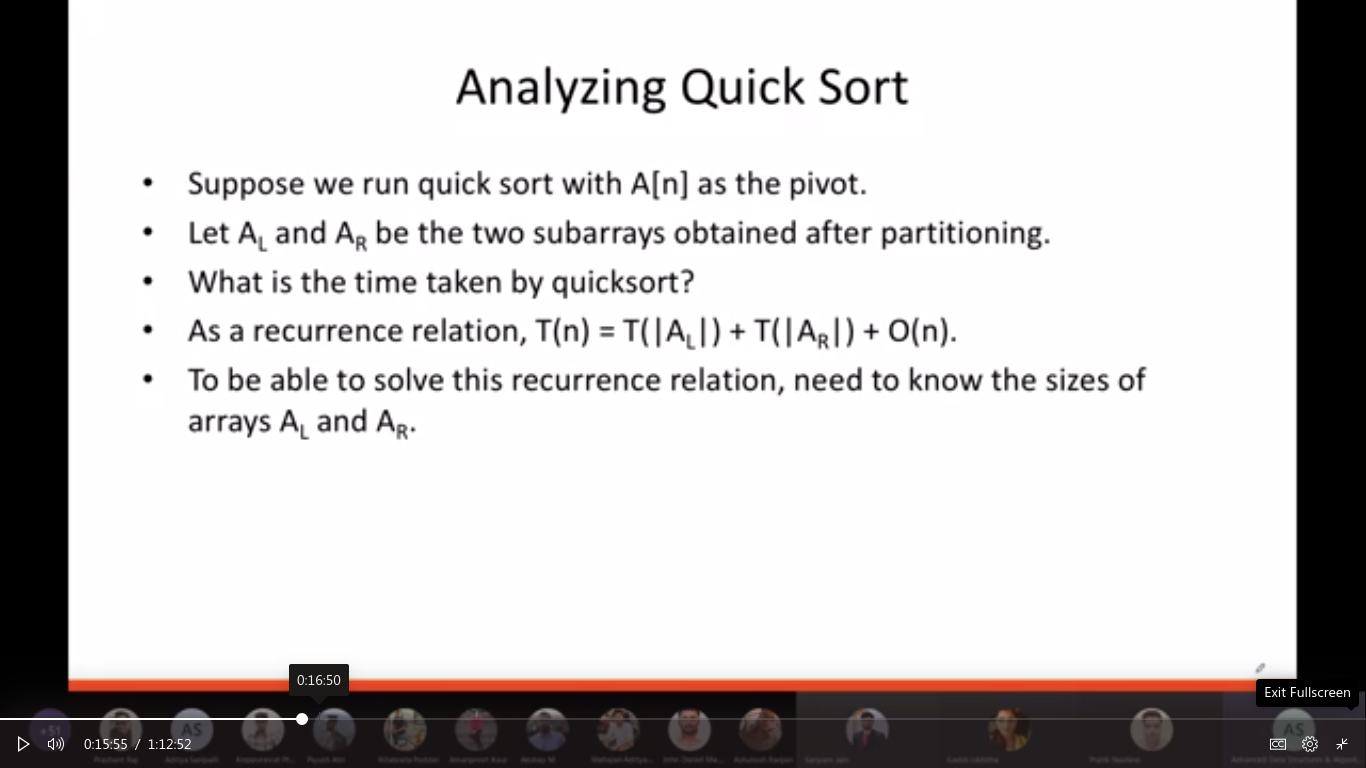 Analyzing Quick Sort
• Suppose we run quick sort with A[n] as the pivot.
• Let A_L and A_R be the two subarrays obtained after partitioning.
• What is the time taken by quicksort?
• As a recurrence relation, T(n) = T(|A_L|) + T(|A_R|) + O(n).
• To be able to solve this recurrence relation, need to know the sizes of
arrays A_L and A_R.
0:16:50
Exit Fullscreen
AS
AS
0:15:55 / 1:12:52
CC